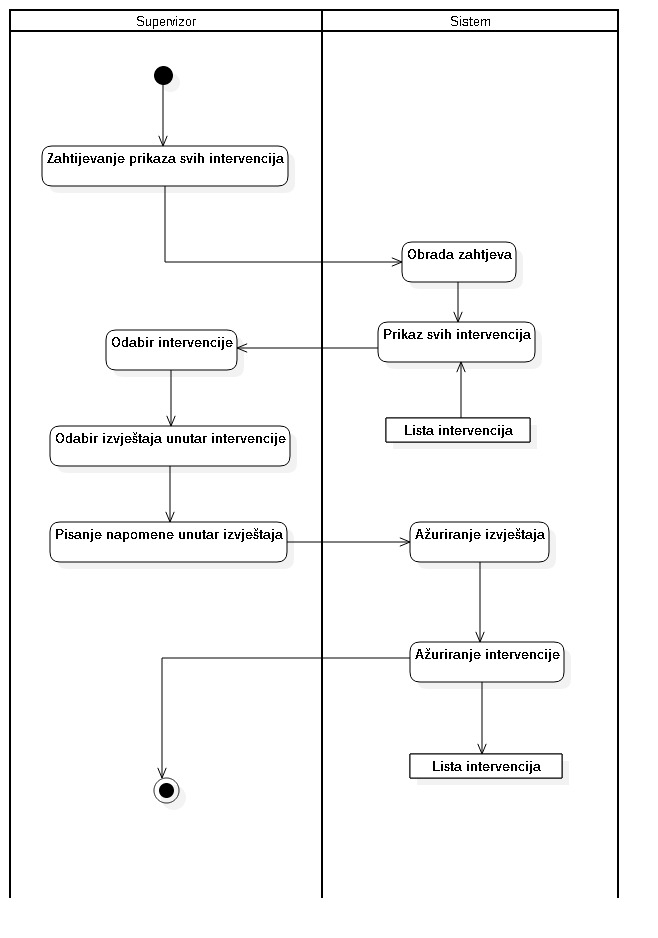 Supervizor
Sistem
Zahtijevanje prikaza svih intervencija
Obrada zahtjeva
Prikaz svih intervencija
Odabir intervencije
Lista intervencija
Odabir izvještaja unutar intervencije
Pisanje napomene unutar izvještaja
Ažuriranje izvještaja
Ažuriranje intervencije
Lista intervencija